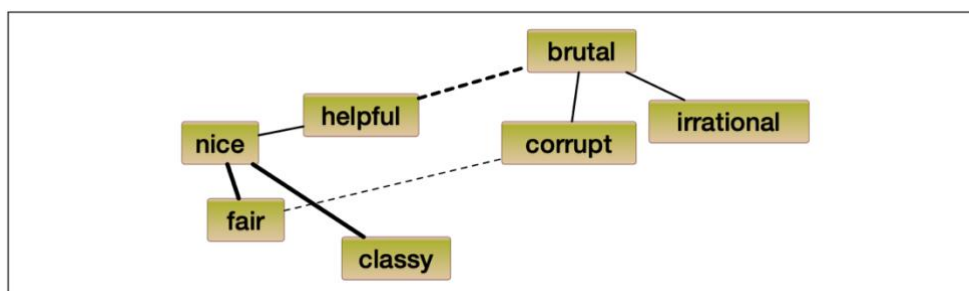 brutal
helpful
irrational
nice
corrupt
fair
classy